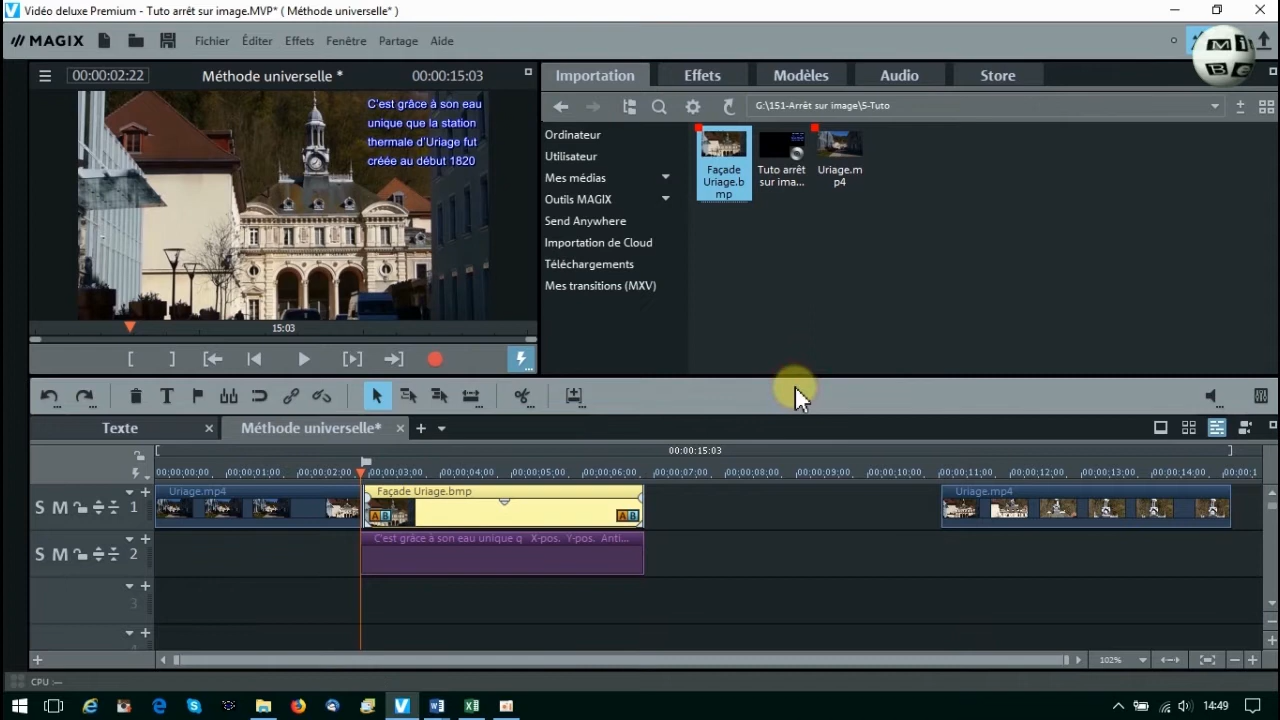 Vidéo deluxe Premium - Tuto arrêt sur image.MVP* ( Méthode universelle* )
MAGIX Fichier Éditer Effets Fenêtre Partage Aide
MiBe
00:00:02:22 Méthode universelle * 00:00:15:03
Importation Effets Modèles Audio Store
G:\151-Arrêt sur image\5-Tuto
C'est grâce à son eau
unique que la station
thermale d'Uriage fut
créée au début 1820
Ordinateur
Utilisateur
Mes médias
Outils MAGIX
Send Anywhere
Importation de Cloud
Téléchargements
Mes transitions (MXV)
Façade
Uriage.b
mp
Tuto arrêt
sur ima...
Uriage.m
p4
15:03
Texte Méthode universelle*
00:00:15:03
00:00:00:00 00:00:01:00 00:00:02:00 00:00:03:00 00:00:04:00 00:00:05:00 00:00:06:00 00:00:07:00 00:00:08:00 00:00:09:00 00:00:10:00 00:00:11:00 00:00:12:00 00:00:13:00 00:00:14:00 00:00:1
Uriage.mp4 Façade Uriage.bmp Uriage.mp4
S M 1
A B A B
C'est grâce à son eau unique q X-pos. Y-pos. Anti...
S M 2
3
4
102%
CPU :--
14:49